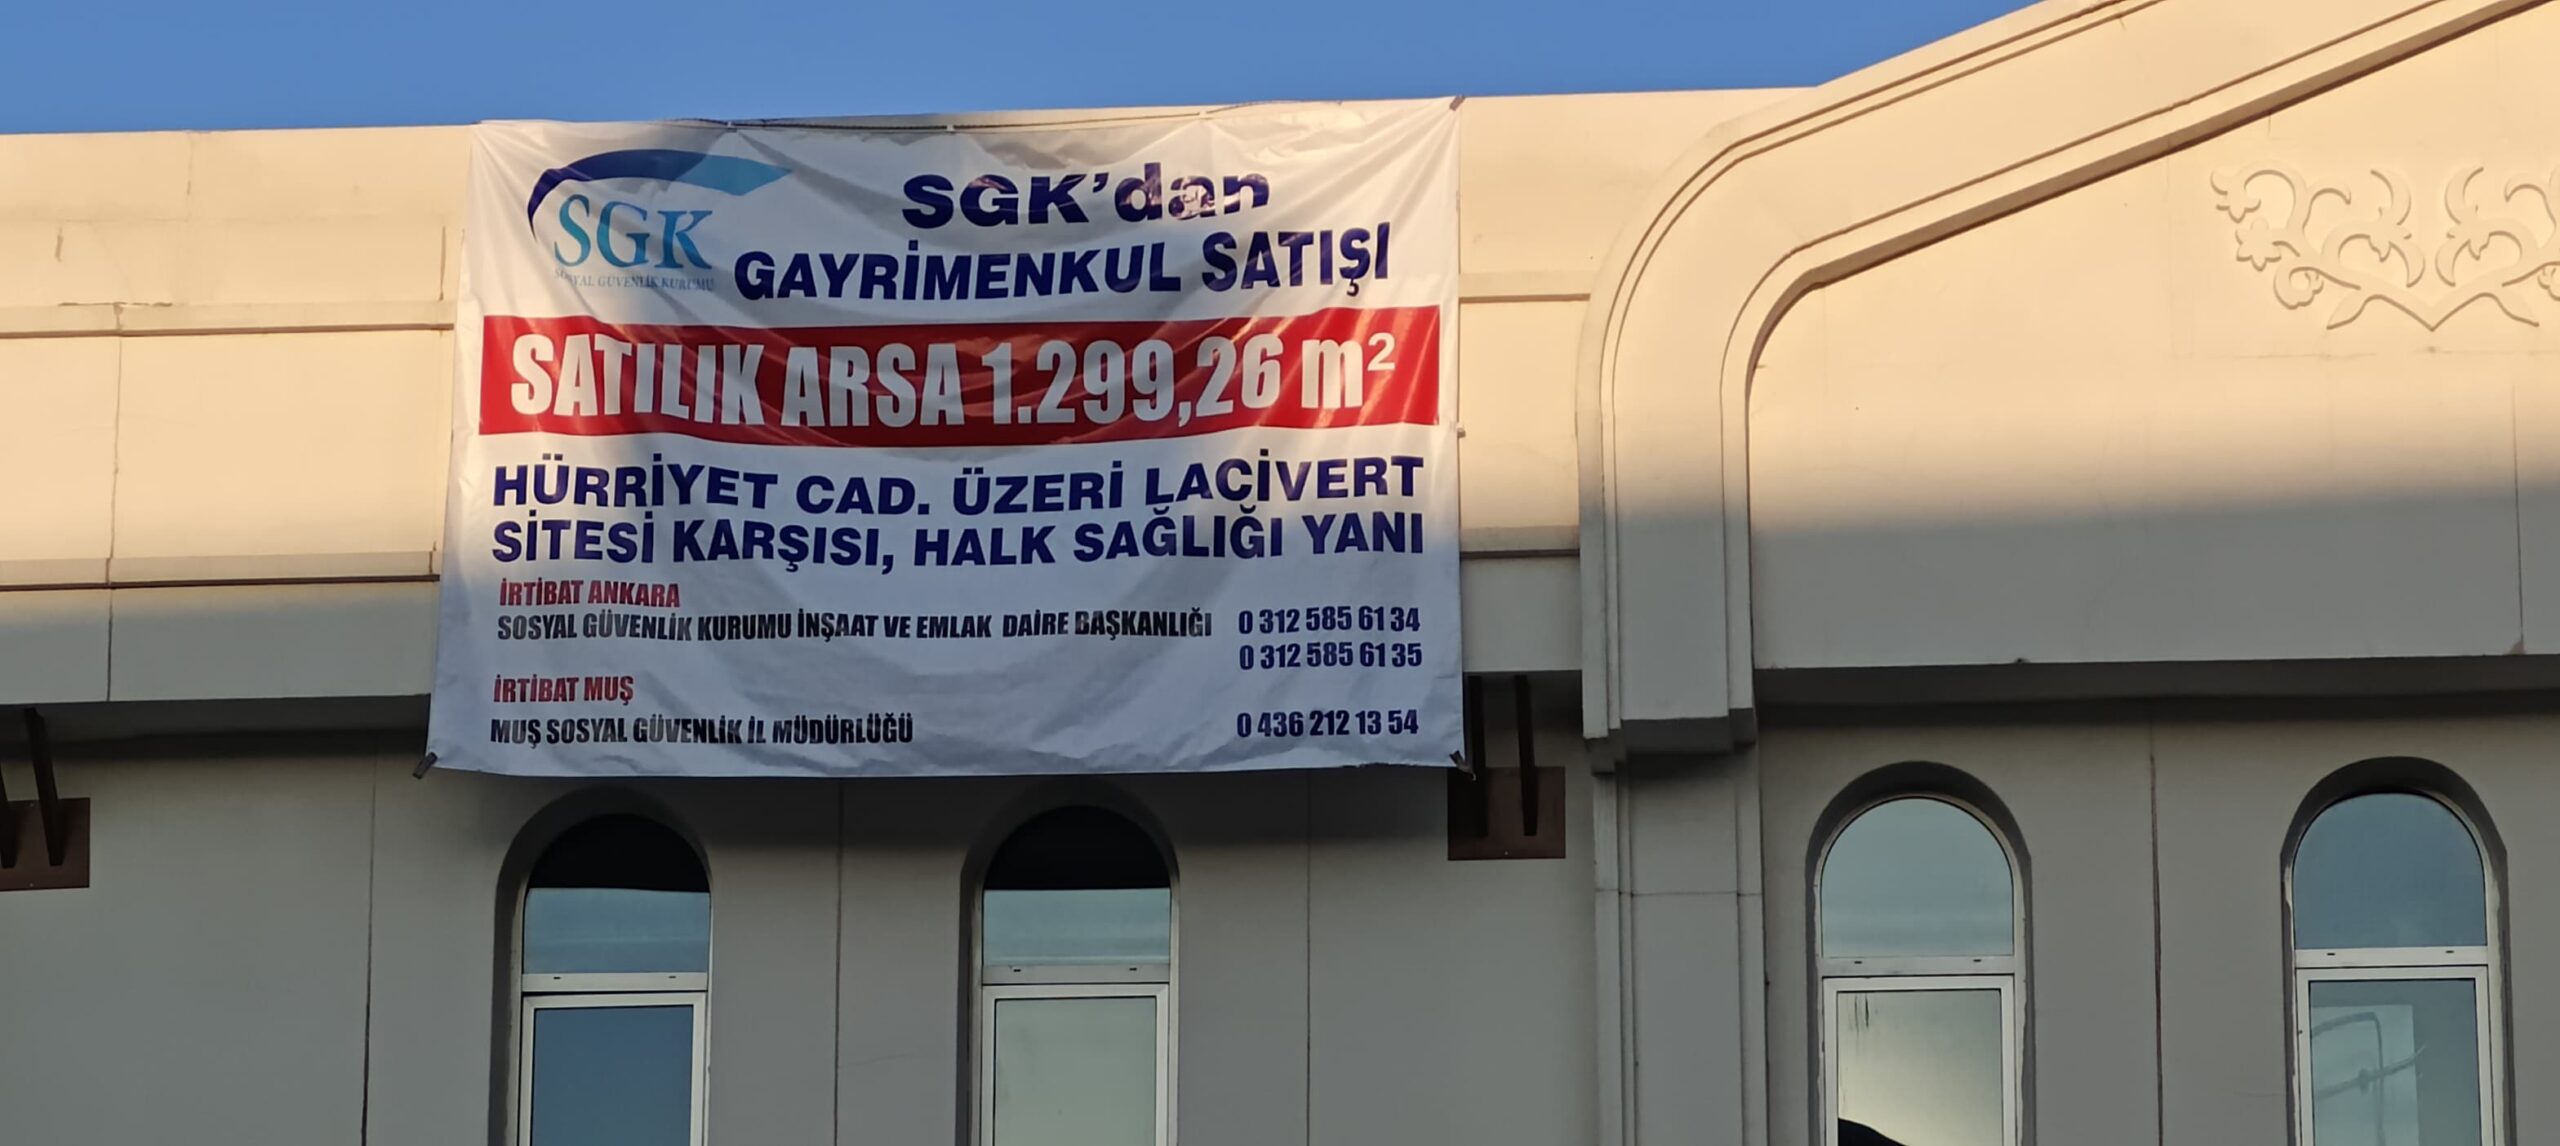 SGK
SOSYAL GÜVENLİK KURUMU
SGK'dan
GAYRİMENKUL SATIŞI
SATILIK ARSA 1.299,26 m²
HÜRRİYET CAD. ÜZERİ LACİVERT
SİTESİ KARŞISI, HALK SAĞLIĞI YANI
İRTİBAT ANKARA
SOSYAL GÜVENLİK KURUMU İNŞAAT VE EMLAK DAİRE BAŞKANLIĞI 0 312 585 61 34
0 312 585 61 35
İRTİBAT MUŞ
MUŞ SOSYAL GÜVENLİK İL MÜDÜRLÜĞÜ 0 436 212 13 54